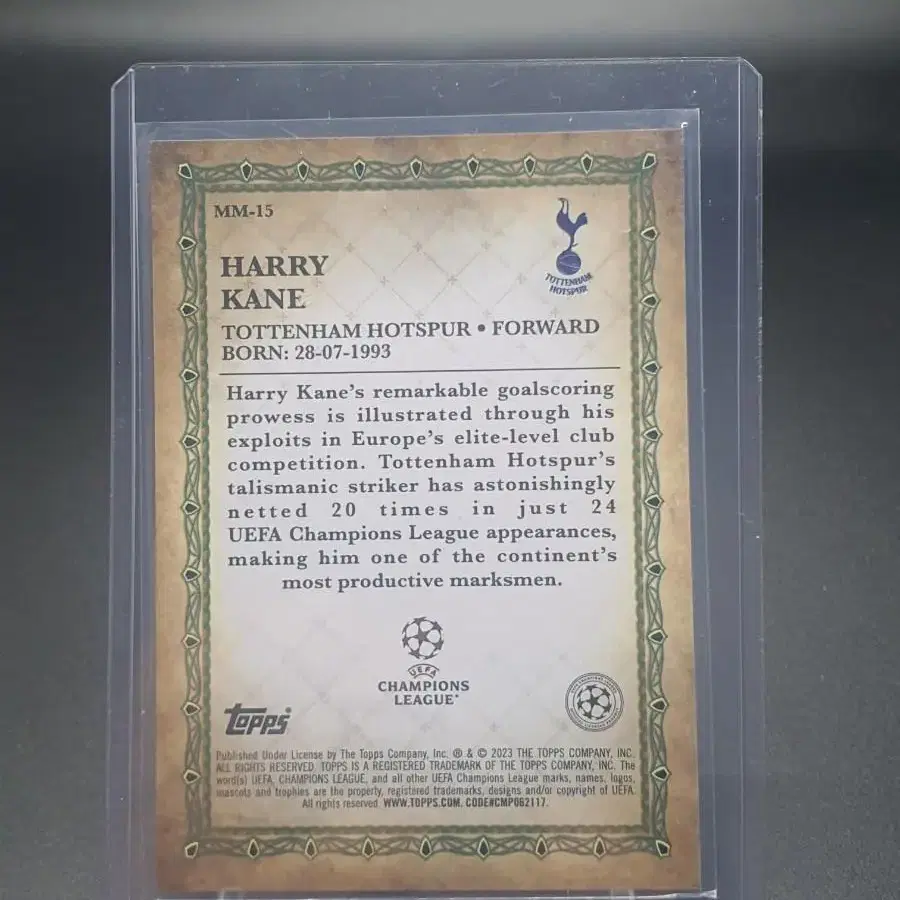 MM-15
TOTTENHAM
HOTSPUR
HARRY
KANE
TOTTENHAM HOTSPUR • FORWARD
BORN: 28-07-1993
Harry Kane's remarkable goalscoring
prowess is illustrated through his
exploits in Europe's elite-level club
competition. Tottenham Hotspur's
talismanic striker has astonishingly
netted 20 times in just 24
UEFA Champions League appearances,
making him one of the continent's
most productive marksmen.
UEFA
CHAMPIONS
LEAGUE
Topps
Published Under License by The Topps Company, Inc. ® & © 2023 THE TOPPS COMPANY, INC.
ALL RIGHTS RESERVED. TOPPS IS A REGISTERED TRADEMARK OF THE TOPPS COMPANY, INC. The
word(s) UEFA, CHAMPIONS LEAGUE, and all other UEFA Champions League marks, names, logos,
mascots and trophies are the property, registered trademarks, designs and/or copyright of UEFA.
All rights reserved. WWW.TOPPS.COM. CODE#CMP062117.